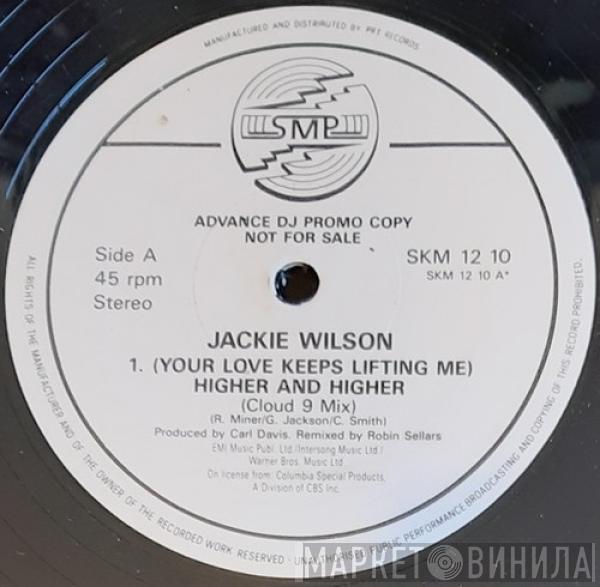 MANUFACTURED AND DISTRIBUTED BY PRT RECORDS
SMP
ADVANCE DJ PROMO COPY
NOT FOR SALE
Side A
45 rpm
Stereo
SKM 12 10
SKM 12 10 A*
JACKIE WILSON
1. (YOUR LOVE KEEPS LIFTING ME)
HIGHER AND HIGHER
(Cloud 9 Mix)
(R. Miner/G. Jackson/C. Smith)
Produced by Carl Davis. Remixed by Robin Sellars
EMI Music Publ. Ltd./Intersong Music Ltd./
Warner Bros. Music Ltd.
On license from: Columbia Special Products,
A Division of CBS Inc.
ALL RIGHTS OF THE MANUFACTURER AND OF THE OWNER OF THE RECORDED WORK RESERVED - UNAUTHORISED PUBLIC PERFORMANCE BROADCASTING AND COPYING OF THIS RECORD PROHIBITED.
МАРКЕТ ВИНИЛА